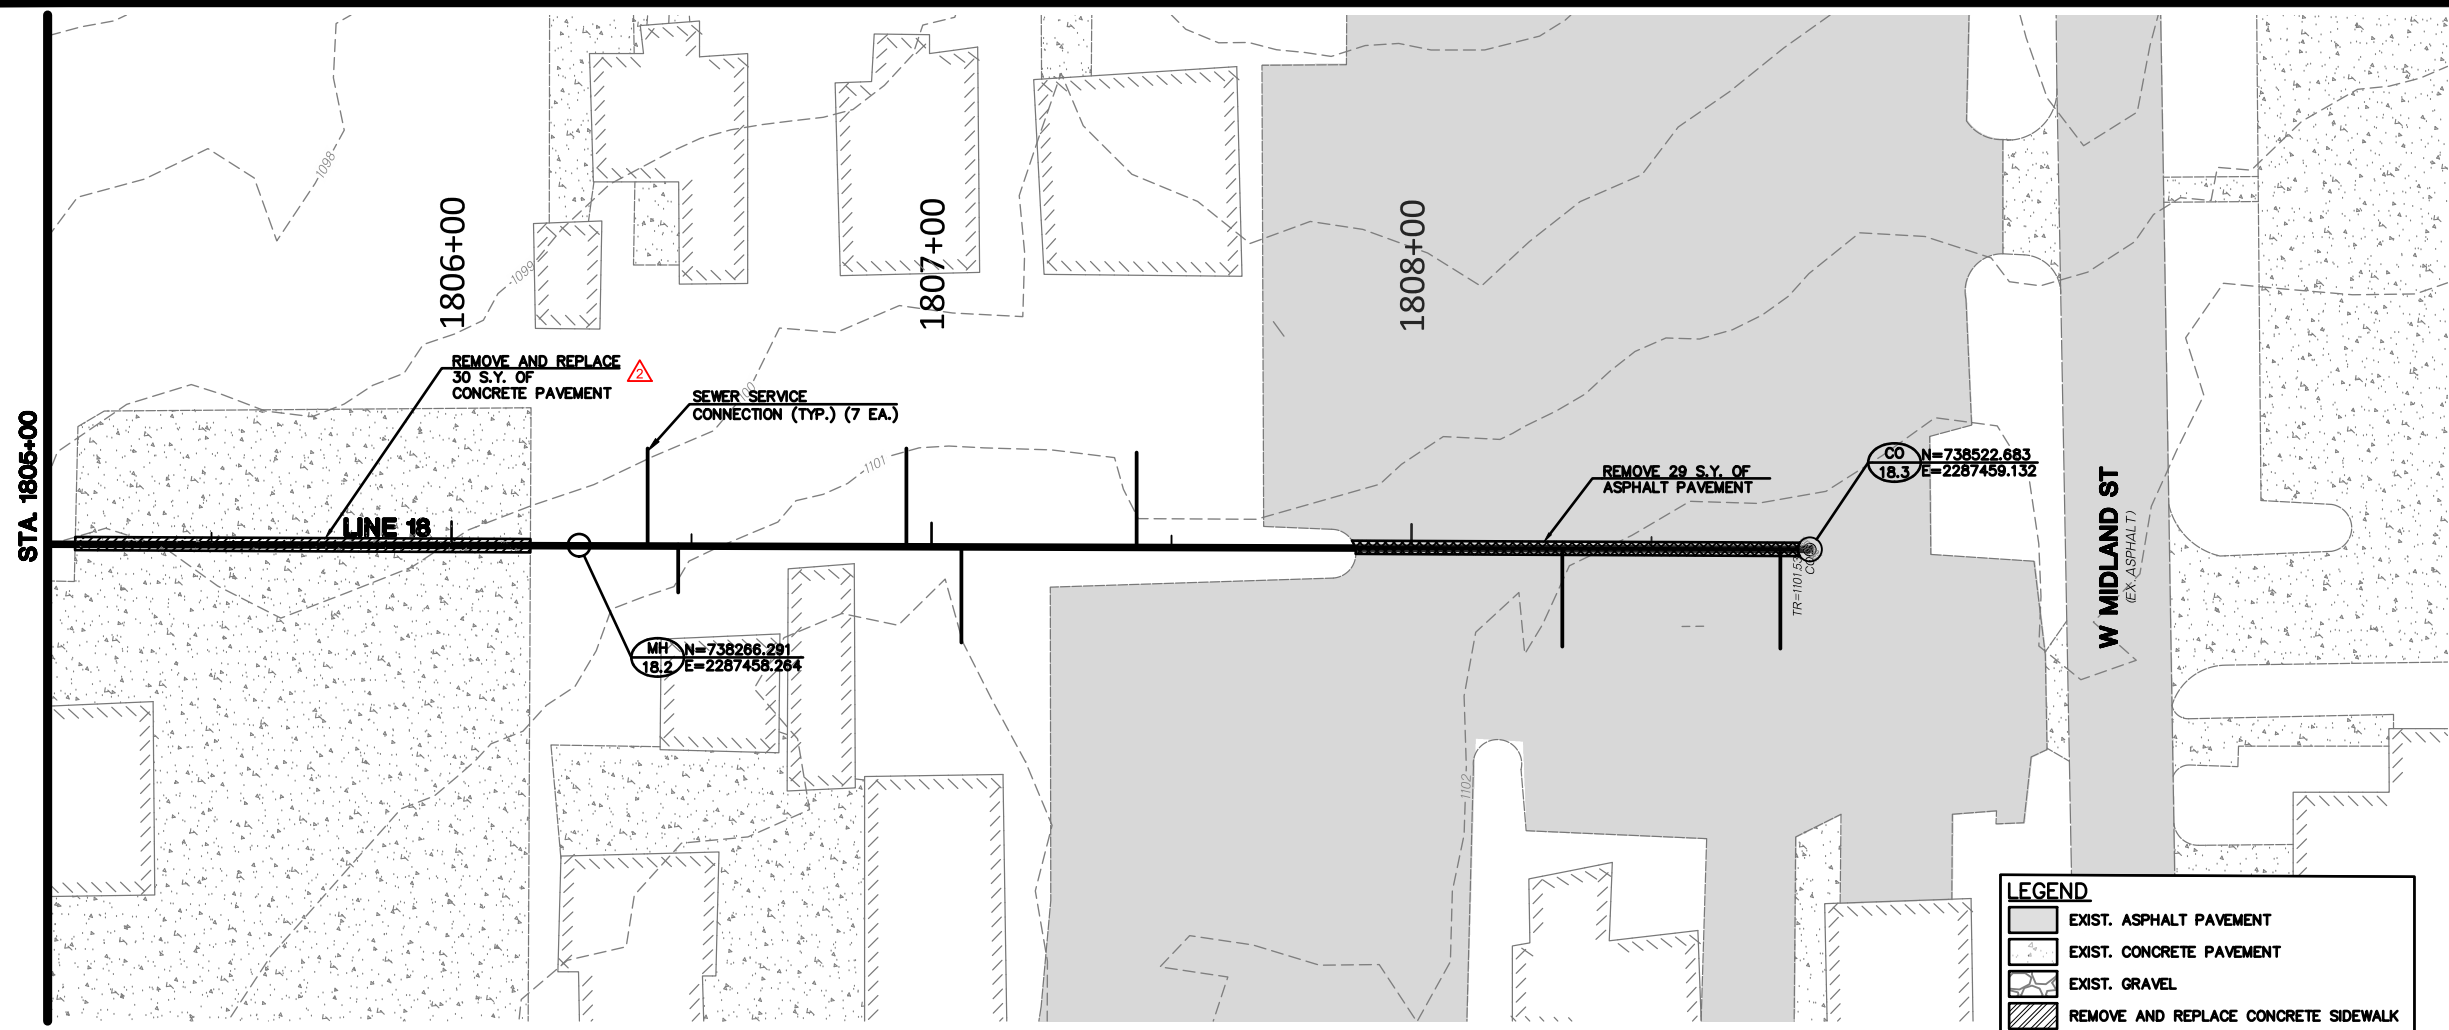 STA. 1805+00
1806+00
1807+00
1808+00
1098
1099
1101
1102
REMOVE AND REPLACE
30 S.Y. OF
CONCRETE PAVEMENT
2
SEWER SERVICE
CONNECTION (TYP.) (7 EA.)
LINE 18
MH
18.2
N=738266.291
E=2287458.264
REMOVE 29 S.Y. OF
ASPHALT PAVEMENT
CO
18.3
N=738522.683
E=2287459.132
W MIDLAND ST
(EX. ASPHALT)
LEGEND
EXIST. ASPHALT PAVEMENT
EXIST. CONCRETE PAVEMENT
EXIST. GRAVEL
REMOVE AND REPLACE CONCRETE SIDEWALK